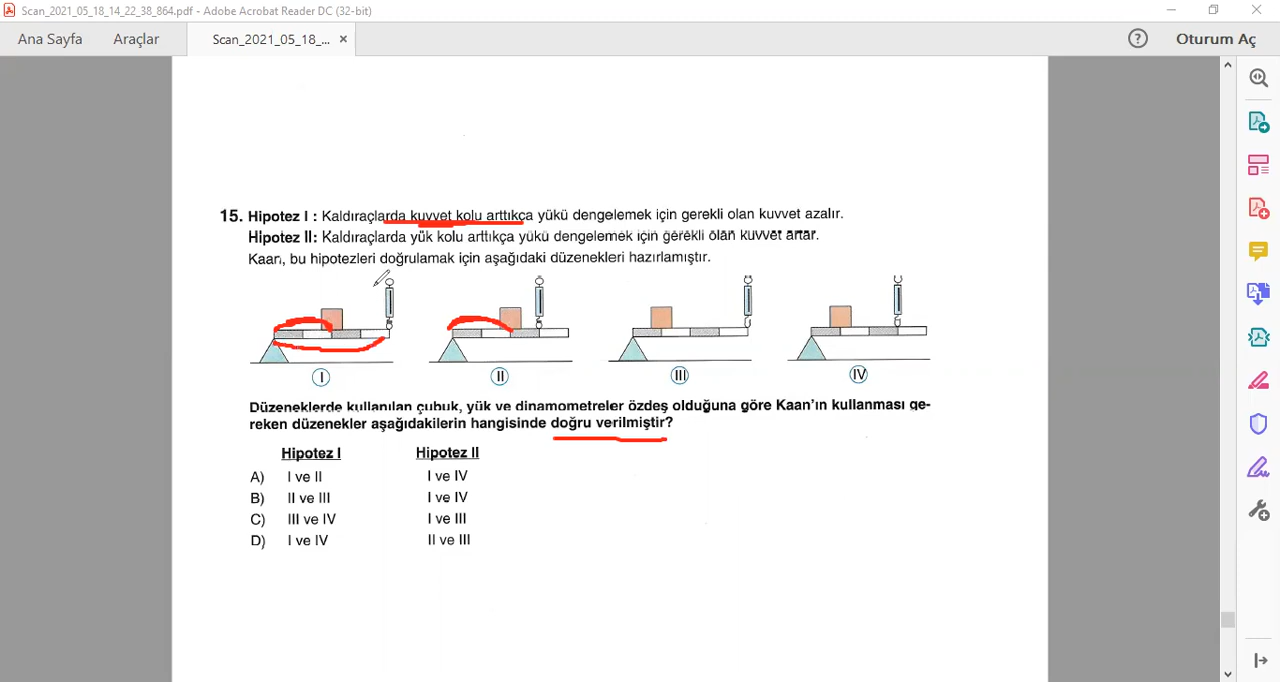 Scan_2021_05_18_14_22_38_864.pdf - Adobe Acrobat Reader DC (32-bit)
Ana Sayfa Araçlar Scan_2021_05_18_... × ? Oturum Aç
15. Hipotez I : Kaldıraçlarda kuvvet kolu arttıkça yükü dengelemek için gerekli olan kuvvet azalır.
Hipotez II: Kaldıraçlarda yük kolu arttıkça yükü dengelemek için gerekli olan kuvvet artar.
Kaan, bu hipotezleri doğrulamak için aşağıdaki düzenekleri hazırlamıştır.
I II III IV
Düzeneklerde kullanılan çubuk, yük ve dinamometreler özdeş olduğuna göre Kaan'ın kullanması ge-
reken düzenekler aşağıdakilerin hangisinde doğru verilmiştir?
Hipotez I Hipotez II
A) I ve II I ve IV
B) II ve III I ve IV
C) III ve IV I ve III
D) I ve IV II ve III